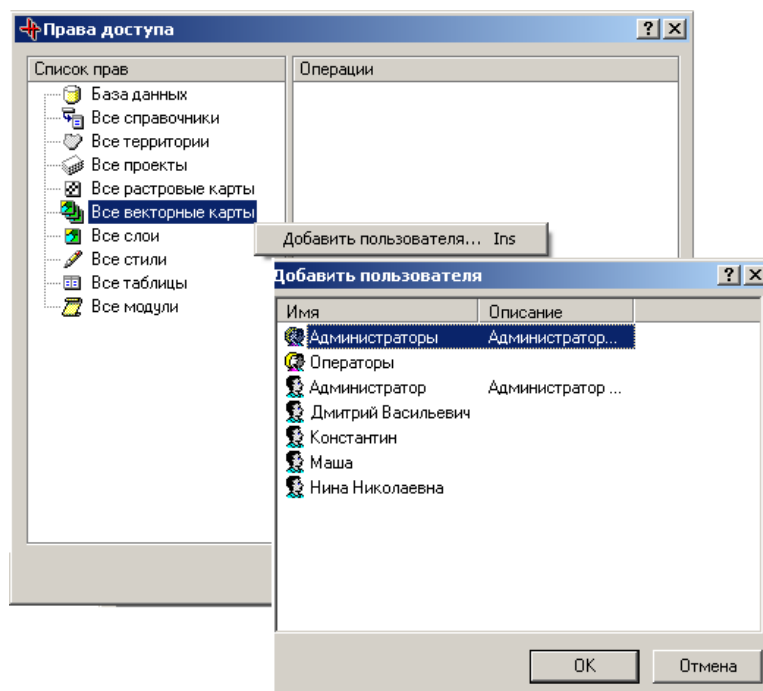 Права доступа
Список прав
Операции
База данных
Все справочники
Все территории
Все проекты
Все растровые карты
Все векторные карты
Все слои
Все стили
Все таблицы
Все модули
Добавить пользователя... Ins
Добавить пользователя
Имя Описание
Администраторы Администратор...
Операторы
Администратор Администратор ...
Дмитрий Васильевич
Константин
Маша
Нина Николаевна
OK Отмена